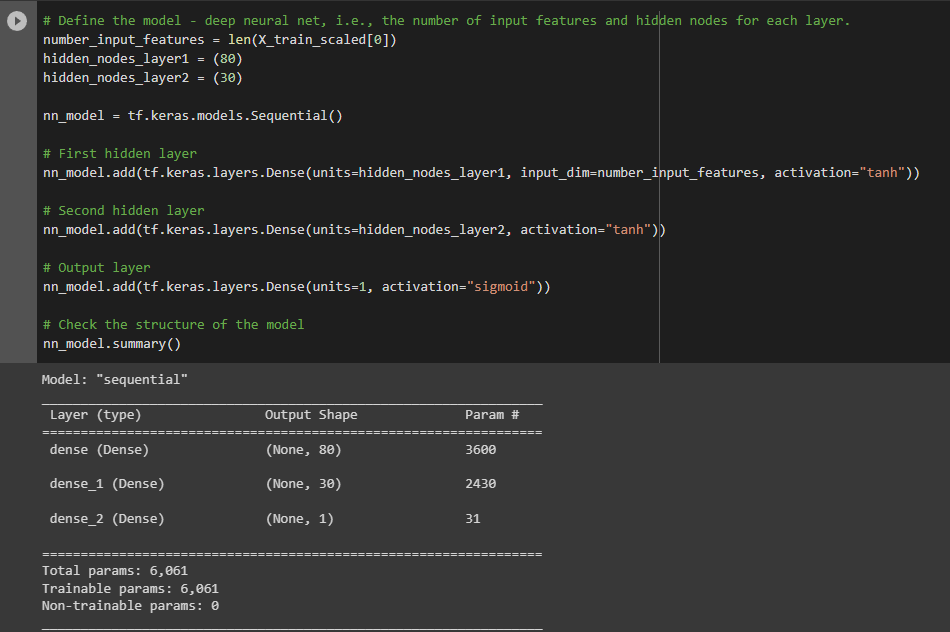 # Define the model - deep neural net, i.e., the number of input features and hidden nodes for each layer.
number_input_features = len(X_train_scaled[0])
hidden_nodes_layer1 = (80)
hidden_nodes_layer2 = (30)
nn_model = tf.keras.models.Sequential()
# First hidden layer
nn_model.add(tf.keras.layers.Dense(units=hidden_nodes_layer1, input_dim=number_input_features, activation="tanh"))
# Second hidden layer
nn_model.add(tf.keras.layers.Dense(units=hidden_nodes_layer2, activation="tanh"))
# Output layer
nn_model.add(tf.keras.layers.Dense(units=1, activation="sigmoid"))
# Check the structure of the model
nn_model.summary()
Model: "sequential"
_________________________________________________________________
Layer (type) Output Shape Param #
=================================================================
dense (Dense) (None, 80) 3600
dense_1 (Dense) (None, 30) 2430
dense_2 (Dense) (None, 1) 31
=================================================================
Total params: 6,061
Trainable params: 6,061
Non-trainable params: 0
_________________________________________________________________